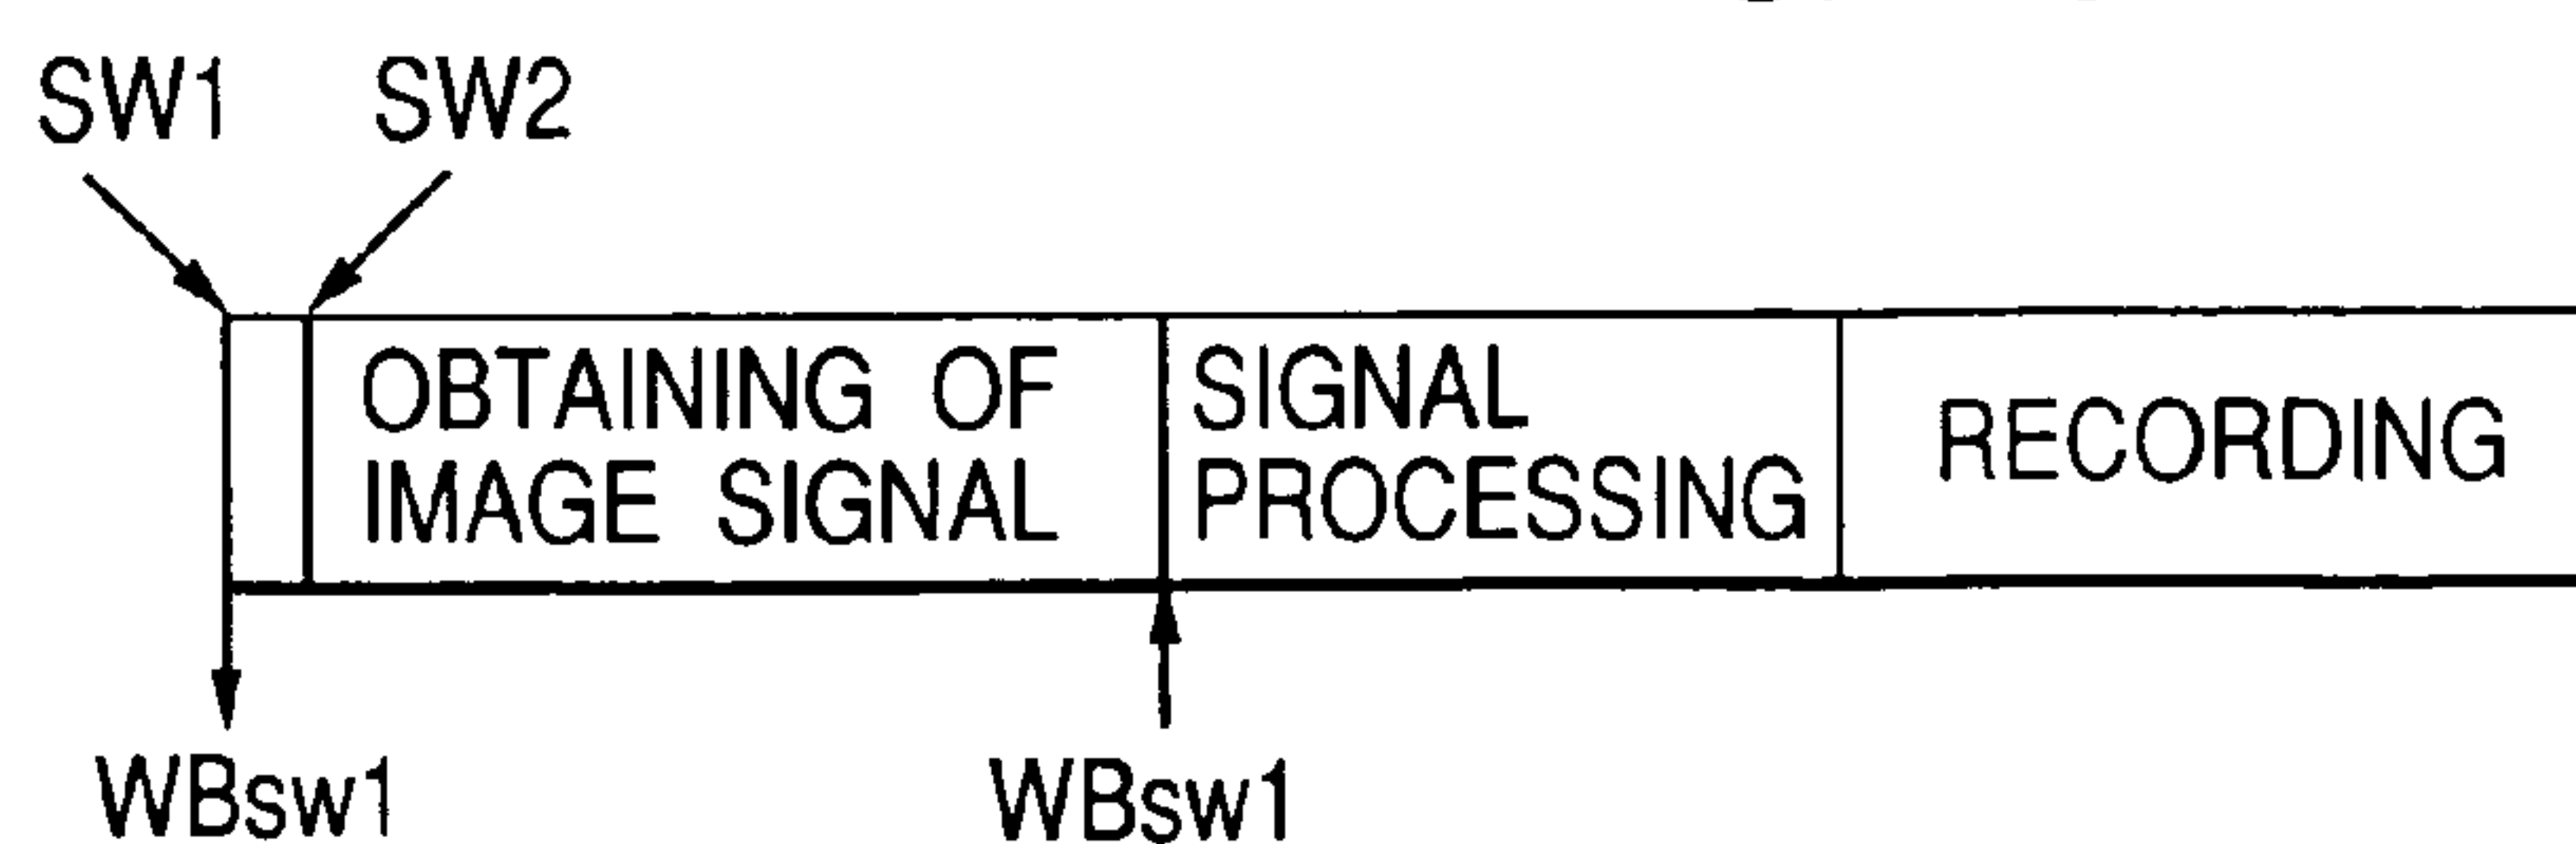 SW1 SW2
OBTAINING OF
IMAGE SIGNAL
SIGNAL
PROCESSING
RECORDING
WBsw1 WBsw1